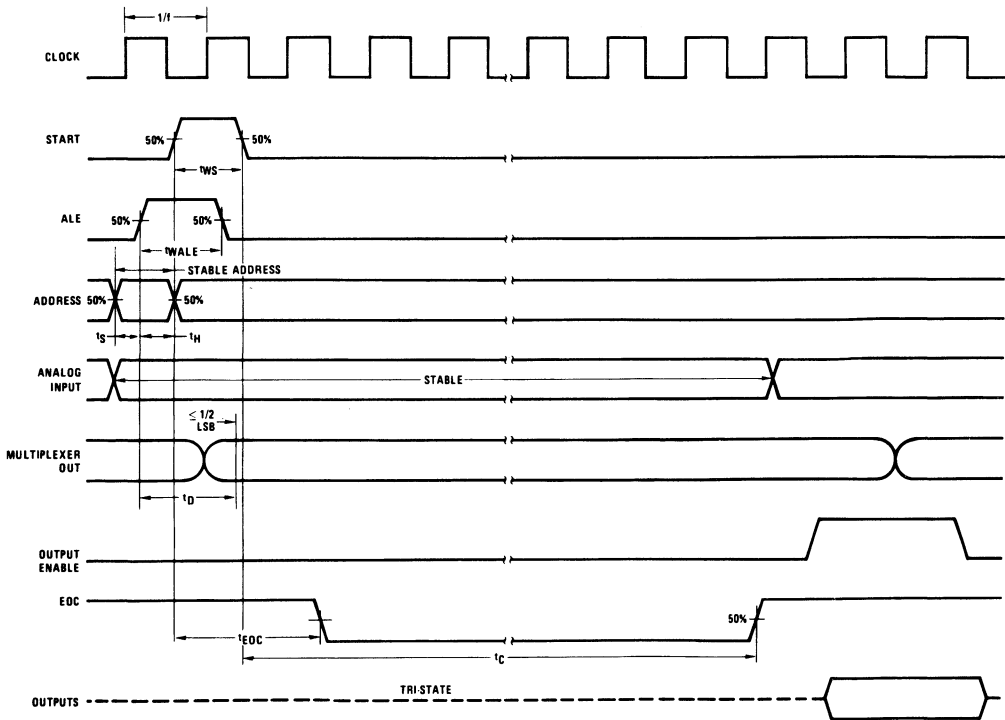 1/f
CLOCK
START
50%
50%
tWS
ALE
50%
50%
tWALE
STABLE ADDRESS
ADDRESS
50%
50%
tS
tH
ANALOG
INPUT
STABLE
≤ 1/2
LSB
MULTIPLEXER
OUT
tD
OUTPUT
ENABLE
EOC
50%
tEOC
tC
TRI-STATE
OUTPUTS